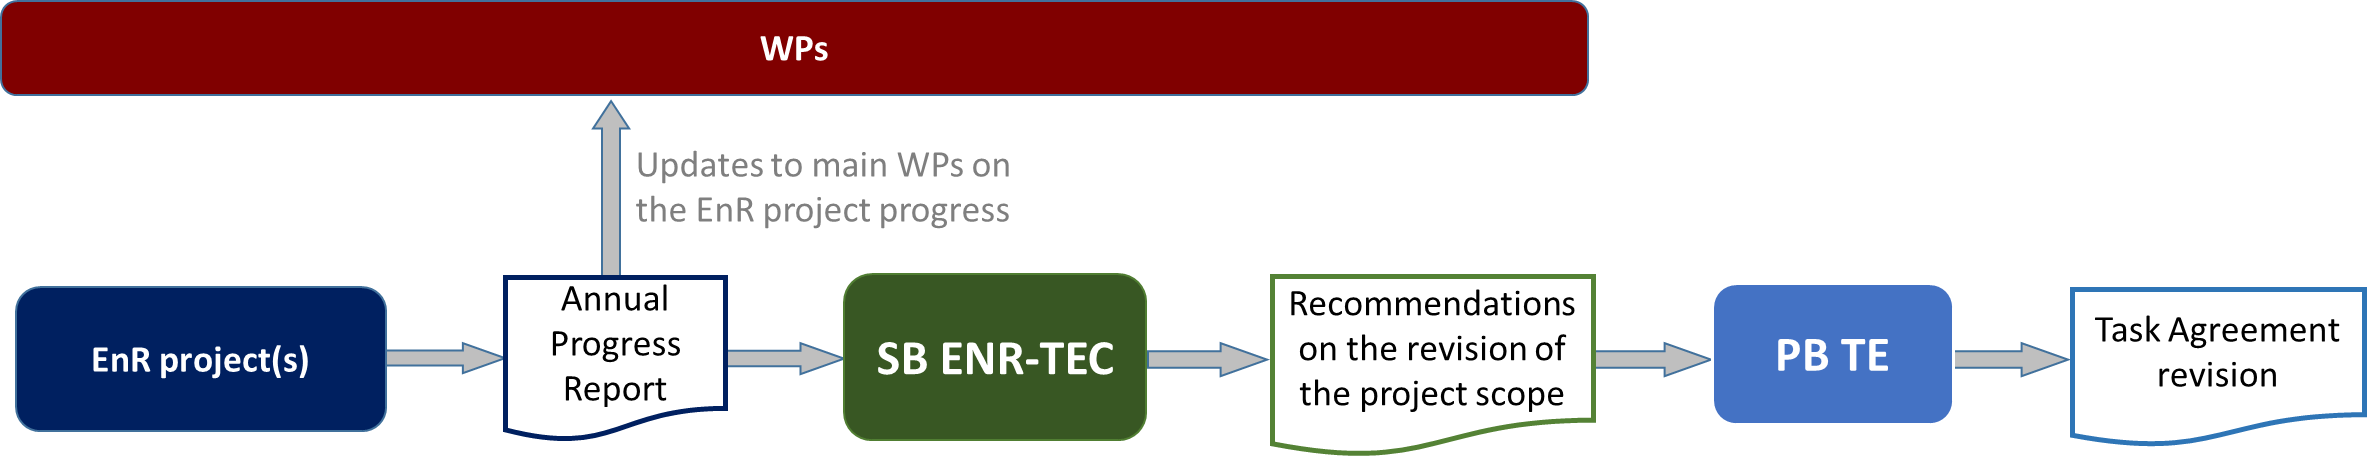 WPs
Updates to main WPs on
the EnR project progress
EnR project(s)
Annual
Progress
Report
SB ENR-TEC
Recommendations
on the revision of
the project scope
PB TE
Task Agreement
revision